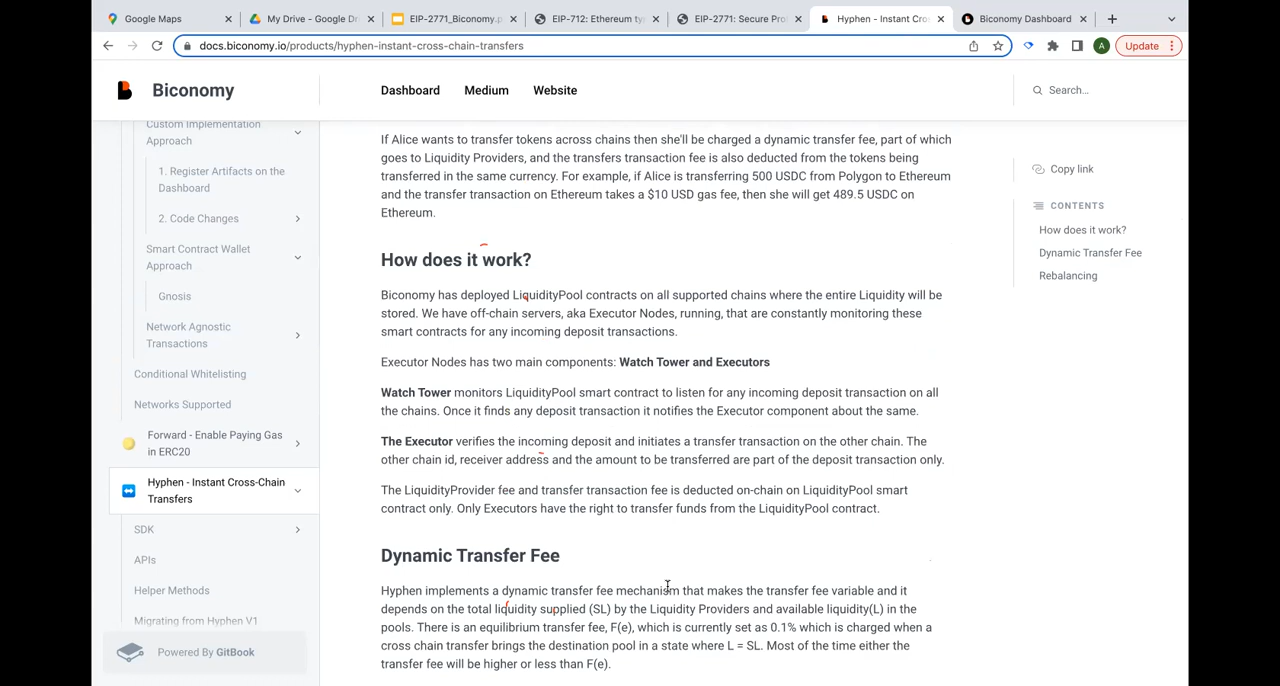 Google Maps
My Drive - Google Dr
EIP-2771_Biconomy.p
EIP-712: Ethereum ty
EIP-2771: Secure Pro
Hyphen - Instant Cros
Biconomy Dashboard
docs.biconomy.io/products/hyphen-instant-cross-chain-transfers
A
Update
Biconomy
Dashboard
Medium
Website
Search...
Custom Implementation
Approach
1. Register Artifacts on the
Dashboard
2. Code Changes
Smart Contract Wallet
Approach
Gnosis
Network Agnostic
Transactions
Conditional Whitelisting
Networks Supported
Forward - Enable Paying Gas
in ERC20
Hyphen - Instant Cross-Chain
Transfers
SDK
APIs
Helper Methods
Migrating from Hyphen V1
Powered By GitBook
If Alice wants to transfer tokens across chains then she'll be charged a dynamic transfer fee, part of which
goes to Liquidity Providers, and the transfers transaction fee is also deducted from the tokens being
transferred in the same currency. For example, if Alice is transferring 500 USDC from Polygon to Ethereum
and the transfer transaction on Ethereum takes a $10 USD gas fee, then she will get 489.5 USDC on
Ethereum.
How does it work?
Biconomy has deployed LiquidityPool contracts on all supported chains where the entire Liquidity will be
stored. We have off-chain servers, aka Executor Nodes, running, that are constantly monitoring these
smart contracts for any incoming deposit transactions.
Executor Nodes has two main components: Watch Tower and Executors
Watch Tower monitors LiquidityPool smart contract to listen for any incoming deposit transaction on all
the chains. Once it finds any deposit transaction it notifies the Executor component about the same.
The Executor verifies the incoming deposit and initiates a transfer transaction on the other chain. The
other chain id, receiver address and the amount to be transferred are part of the deposit transaction only.
The LiquidityProvider fee and transfer transaction fee is deducted on-chain on LiquidityPool smart
contract only. Only Executors have the right to transfer funds from the LiquidityPool contract.
Dynamic Transfer Fee
Hyphen implements a dynamic transfer fee mechanism that makes the transfer fee variable and it
depends on the total liquidity supplied (SL) by the Liquidity Providers and available liquidity(L) in the
pools. There is an equilibrium transfer fee, F(e), which is currently set as 0.1% which is charged when a
cross chain transfer brings the destination pool in a state where L = SL. Most of the time either the
transfer fee will be higher or less than F(e).
Copy link
CONTENTS
How does it work?
Dynamic Transfer Fee
Rebalancing